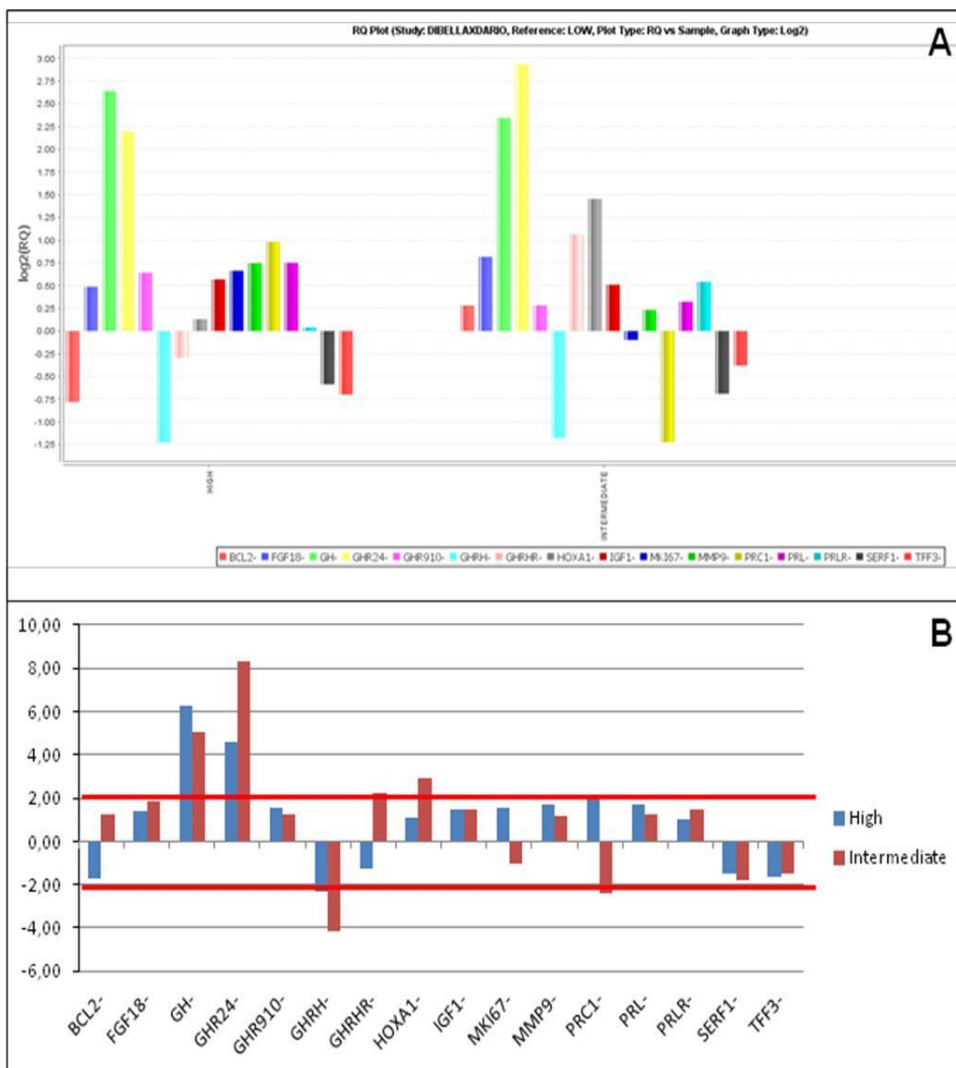 RQ Plot (Study: DIBELLAXDARIO, Reference: LOW, Plot Type: RQ vs Sample, Graph Type: Log2)
A
3.00
2.75
2.50
2.25
2.00
1.75
1.50
1.25
1.00
0.75
0.50
0.25
0.00
-0.25
-0.50
-0.75
-1.00
-1.25
log2(RQ)
HIGH
INTERMEDIATE
BCL2- FGF18- GH- GHR24- GHR910- GHRH- GHRHR- HOXA1- IGF1- MKI67- MMP9- PRC1- PRL- PRLR- SERF1- TFF3-
B
10,00
8,00
6,00
4,00
2,00
0,00
-2,00
-4,00
-6,00
High
Intermediate
BCL2- FGF18- GH- GHR24- GHR910- GHRH- GHRHR- HOXA1- IGF1- MKI67- MMP9- PRC1- PRL- PRLR- SERF1- TFF3-